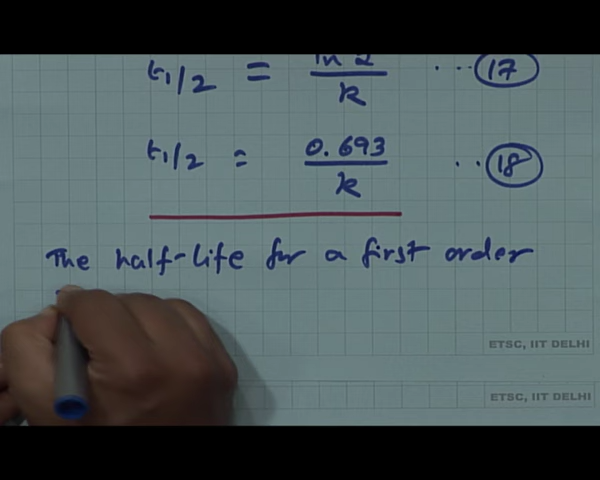 t1/2 = ln 2 / k ... 17
t1/2 = 0.693 / k .. 18
The half-life for a first order
ETSC, IIT DELHI
ETSC, IIT DELHI